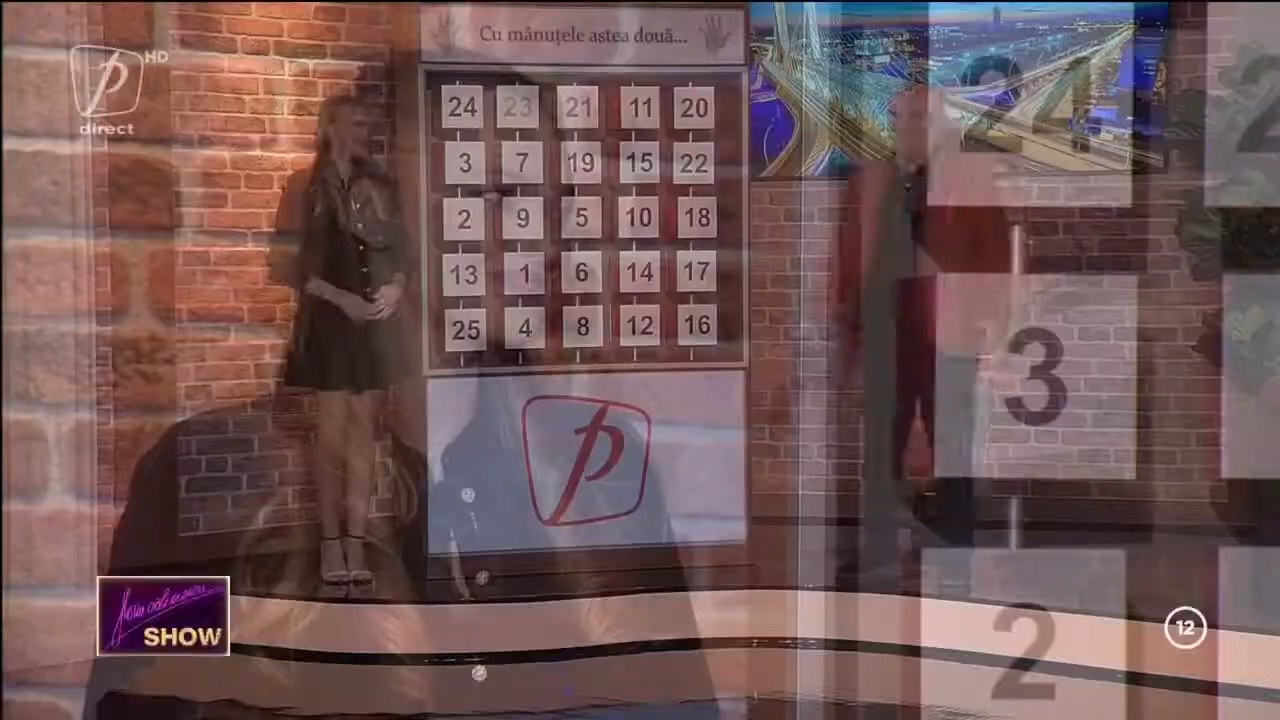 HD
p
direct
Cu mânuțele astea două...
24 23 21 11 20
3 7 19 15 22
2 9 5 10 18
13 1 6 14 17
25 4 8 12 16
p
3
2
SHOW
12